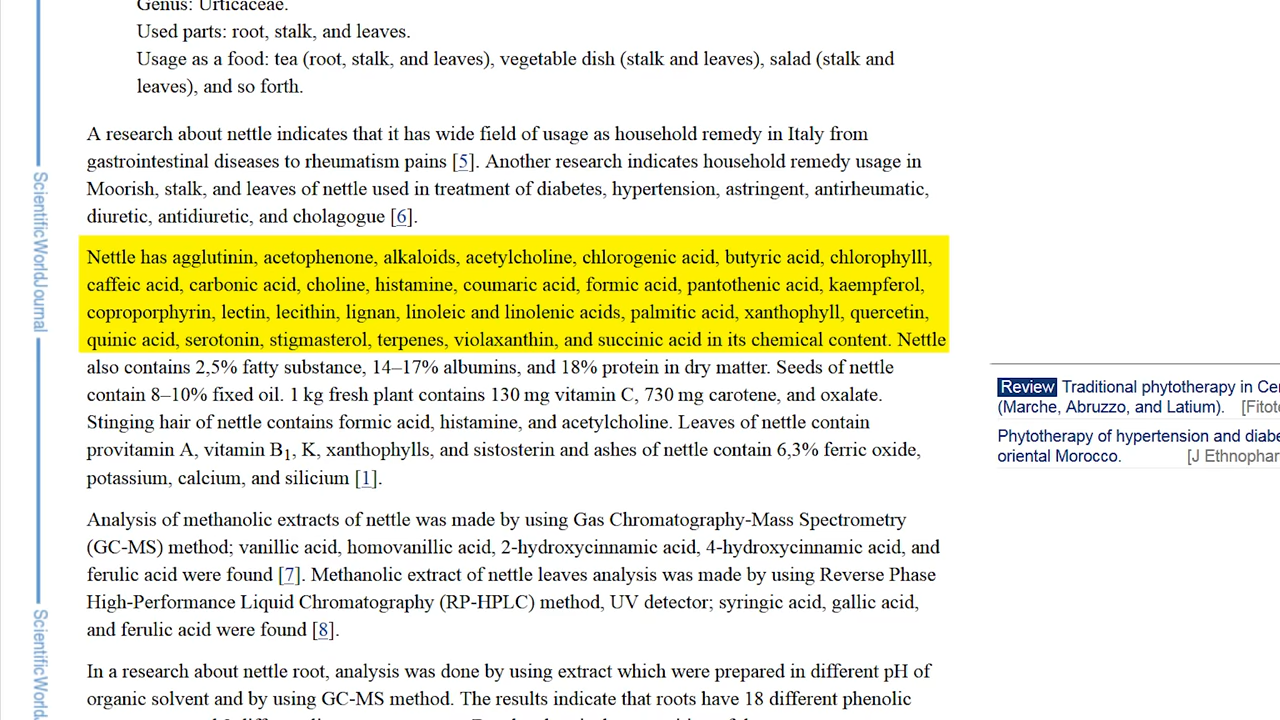 Genus: Urticaceae.
Used parts: root, stalk, and leaves.
Usage as a food: tea (root, stalk, and leaves), vegetable dish (stalk and leaves), salad (stalk and
leaves), and so forth.
A research about nettle indicates that it has wide field of usage as household remedy in Italy from
gastrointestinal diseases to rheumatism pains [5]. Another research indicates household remedy usage in
Moorish, stalk, and leaves of nettle used in treatment of diabetes, hypertension, astringent, antirheumatic,
diuretic, antidiuretic, and cholagogue [6].
Nettle has agglutinin, acetophenone, alkaloids, acetylcholine, chlorogenic acid, butyric acid, chlorophylll,
caffeic acid, carbonic acid, choline, histamine, coumaric acid, formic acid, pantothenic acid, kaempferol,
coproporphyrin, lectin, lecithin, lignan, linoleic and linolenic acids, palmitic acid, xanthophyll, quercetin,
quinic acid, serotonin, stigmasterol, terpenes, violaxanthin, and succinic acid in its chemical content. Nettle
also contains 2,5% fatty substance, 14–17% albumins, and 18% protein in dry matter. Seeds of nettle
contain 8–10% fixed oil. 1 kg fresh plant contains 130 mg vitamin C, 730 mg carotene, and oxalate.
Stinging hair of nettle contains formic acid, histamine, and acetylcholine. Leaves of nettle contain
provitamin A, vitamin B1, K, xanthophylls, and sistosterin and ashes of nettle contain 6,3% ferric oxide,
potassium, calcium, and silicium [1].
Analysis of methanolic extracts of nettle was made by using Gas Chromatography-Mass Spectrometry
(GC-MS) method; vanillic acid, homovanillic acid, 2-hydroxycinnamic acid, 4-hydroxycinnamic acid, and
ferulic acid were found [7]. Methanolic extract of nettle leaves analysis was made by using Reverse Phase
High-Performance Liquid Chromatography (RP-HPLC) method, UV detector; syringic acid, gallic acid,
and ferulic acid were found [8].
In a research about nettle root, analysis was done by using extract which were prepared in different pH of
organic solvent and by using GC-MS method. The results indicate that roots have 18 different phenolic
ScientificWorldJournal
ScientificWorld
Review Traditional phytotherapy in Cen
(Marche, Abruzzo, and Latium). [Fitote
Phytotherapy of hypertension and diabe
oriental Morocco. [J Ethnophar